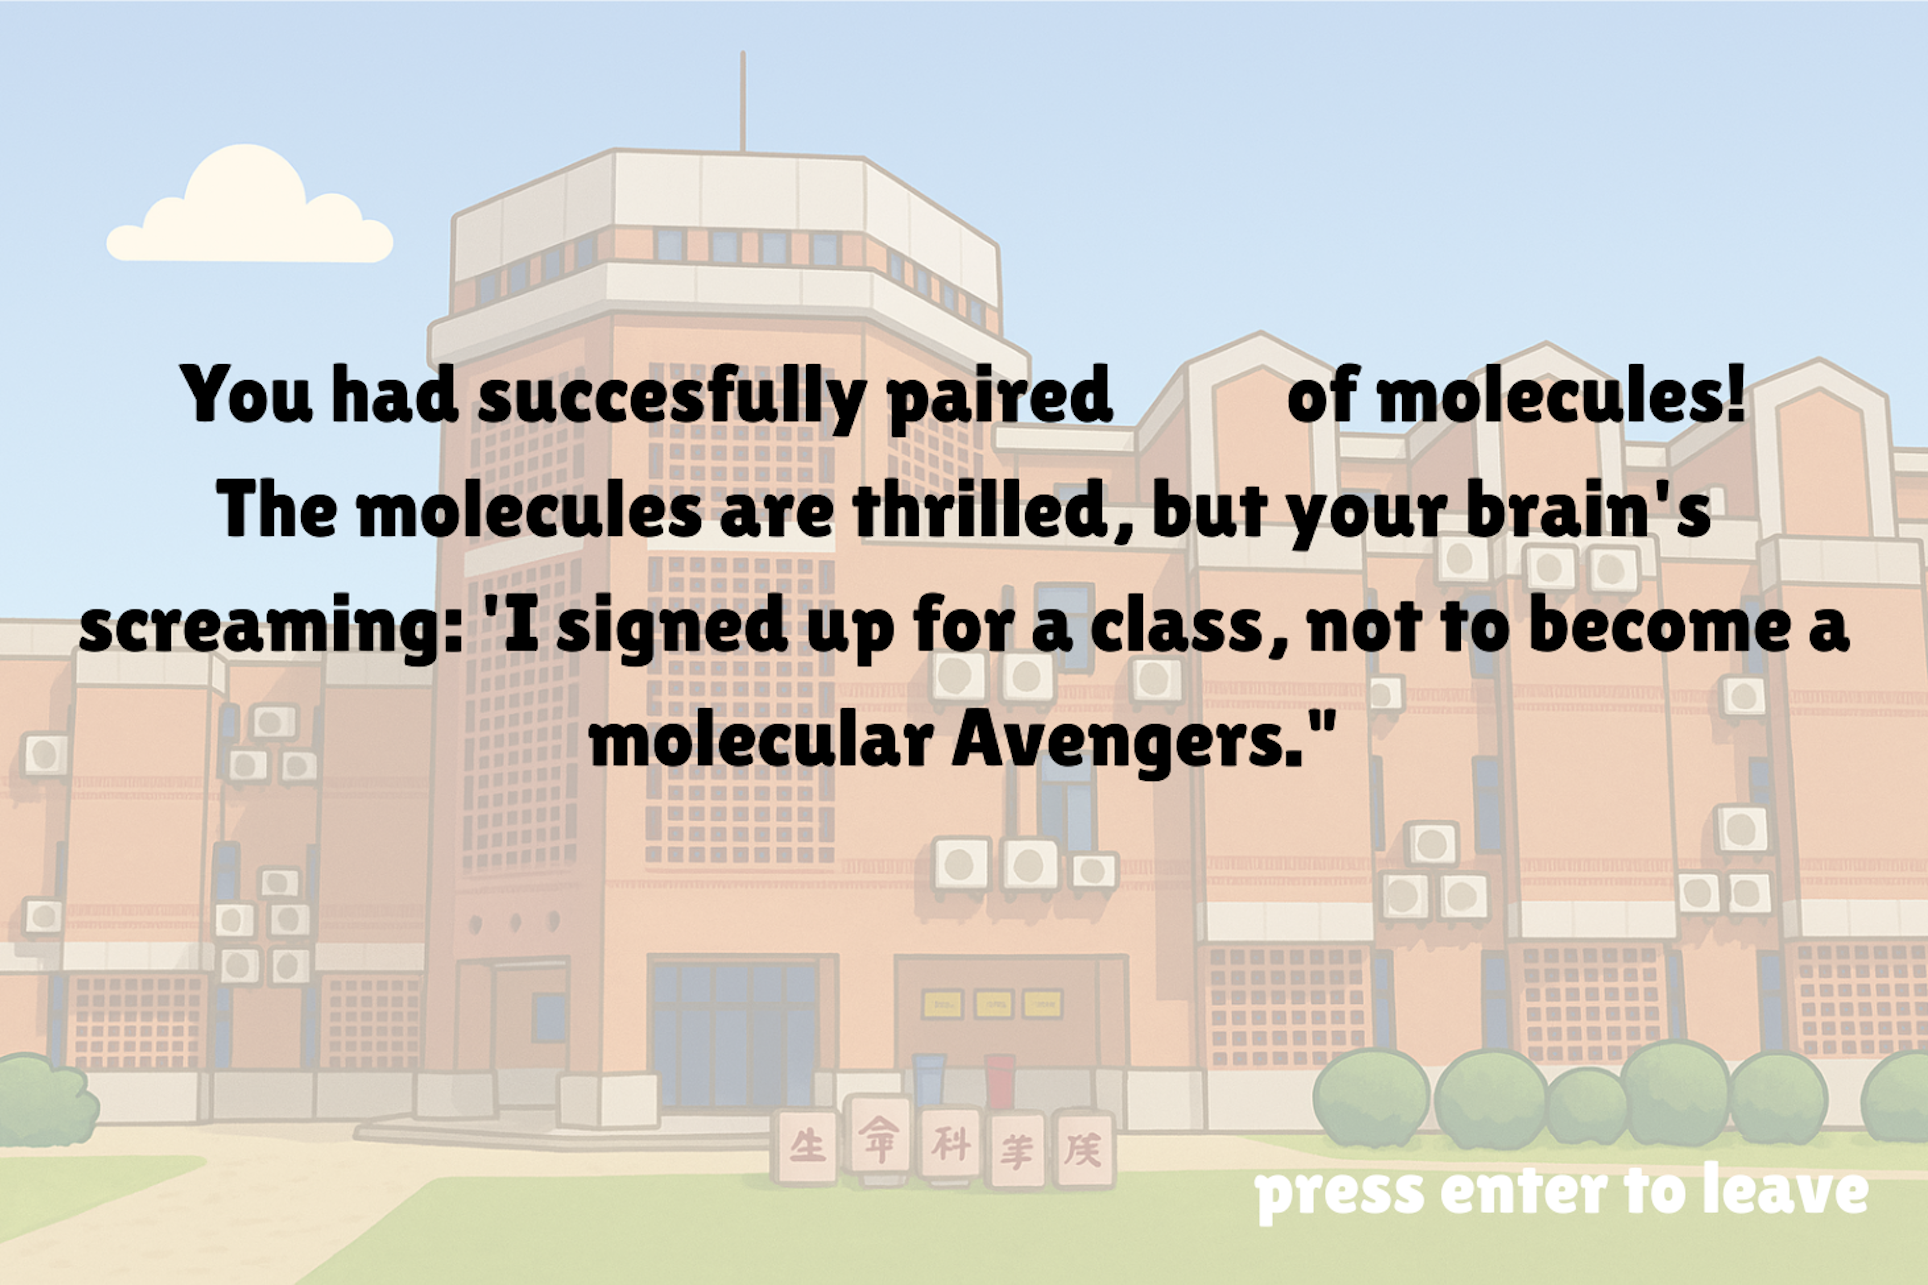 You had succesfully paired of molecules!
The molecules are thrilled, but your brain's
screaming: 'I signed up for a class, not to become a
molecular Avengers."
生命科学
press enter to leave